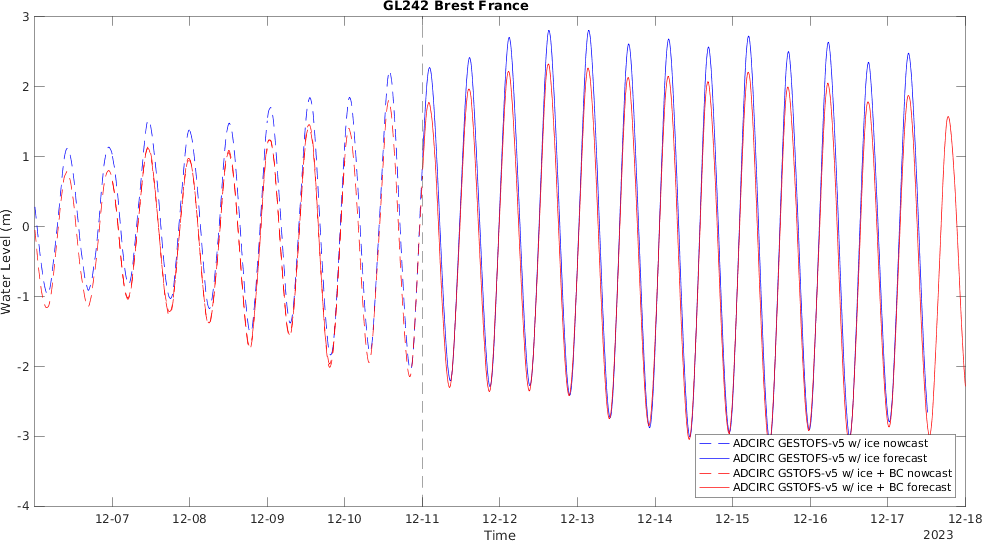 GL242 Brest France
3
2
1
0
-1
-2
-3
-4
Water Level (m)
ADCIRC GESTOFS-v5 w/ ice nowcast
ADCIRC GESTOFS-v5 w/ ice forecast
ADCIRC GSTOFS-v5 w/ ice + BC nowcast
ADCIRC GSTOFS-v5 w/ ice + BC forecast
12-07 12-08 12-09 12-10 12-11 12-12 12-13 12-14 12-15 12-16 12-17 12-18
Time
2023